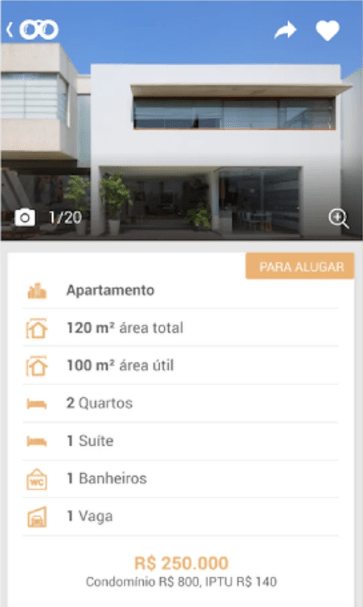 1/20
PARA ALUGAR
Apartamento
120 m² área total
100 m² área útil
2 Quartos
1 Suíte
WC
1 Banheiros
1 Vaga
R$ 250.000
Condomínio R$ 800, IPTU R$ 140